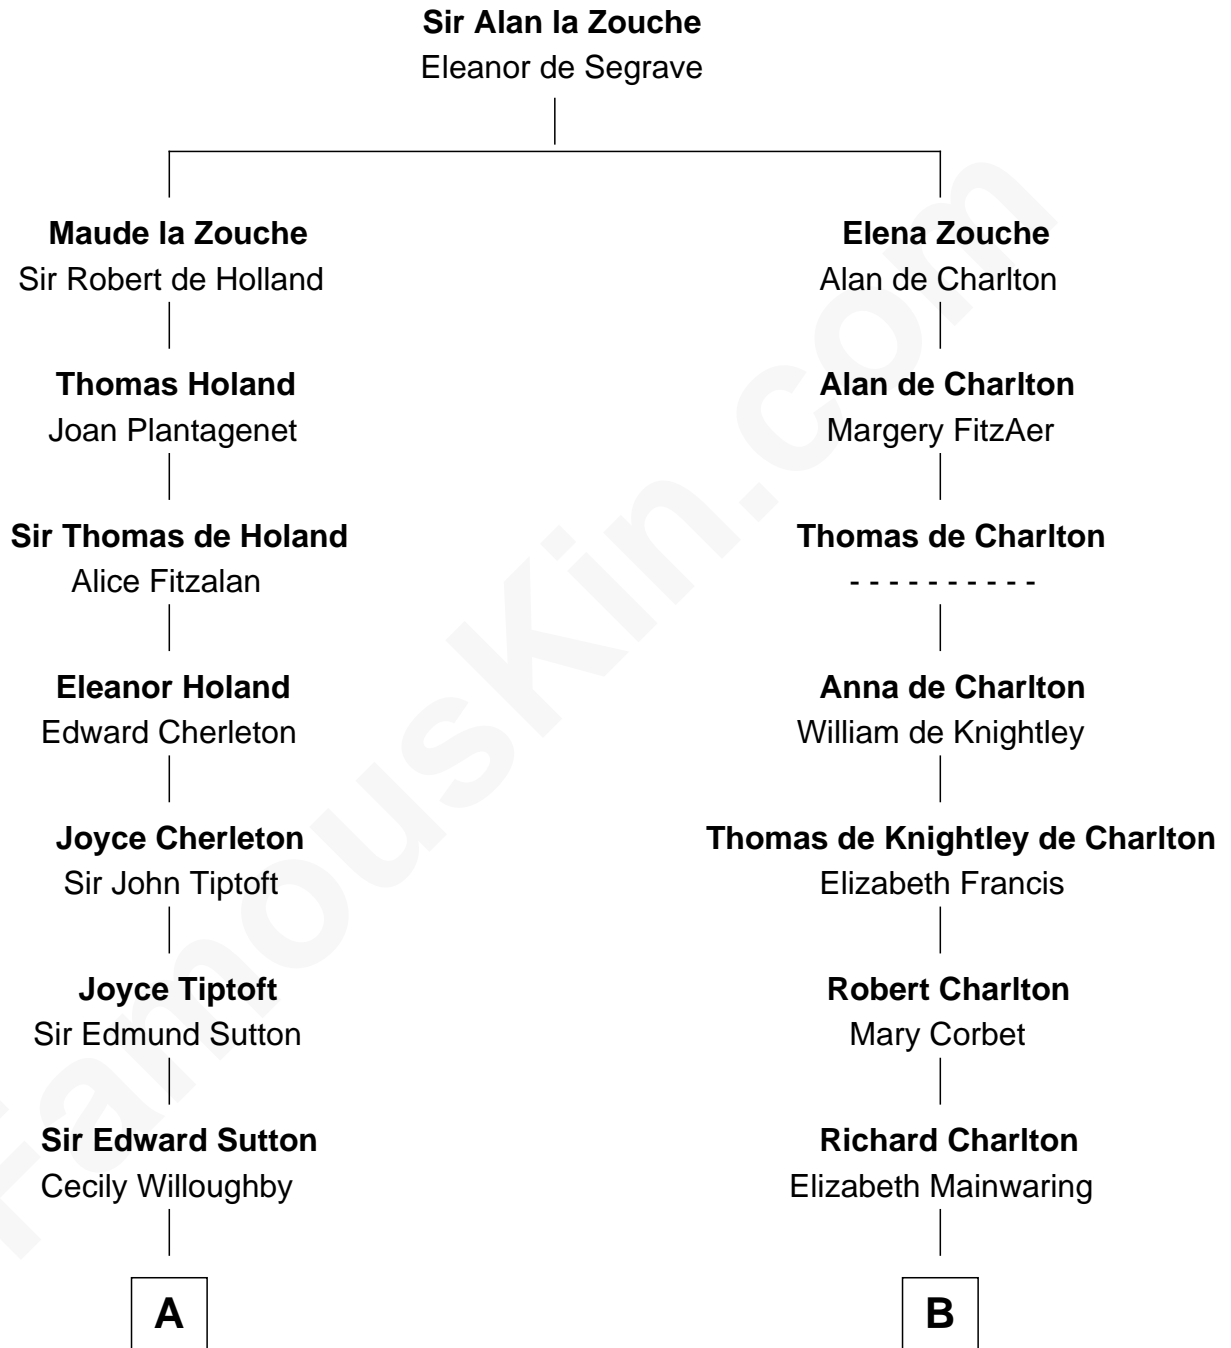 Sir Alan la Zouche
Eleanor de Segrave
Maude la Zouche
Sir Robert de Holland
Elena Zouche
Alan de Charlton
Thomas Holand
Joan Plantagenet
Alan de Charlton
Margery FitzAer
Sir Thomas de Holand
Alice Fitzalan
Thomas de Charlton
- - - - - - - - - -
Eleanor Holand
Edward Cherleton
Anna de Charlton
William de Knightley
Joyce Cherleton
Sir John Tiptoft
Thomas de Knightley de Charlton
Elizabeth Francis
Joyce Tiptoft
Sir Edmund Sutton
Robert Charlton
Mary Corbet
Sir Edward Sutton
Cecily Willoughby
Richard Charlton
Elizabeth Mainwaring
A
B
FamousKin.com